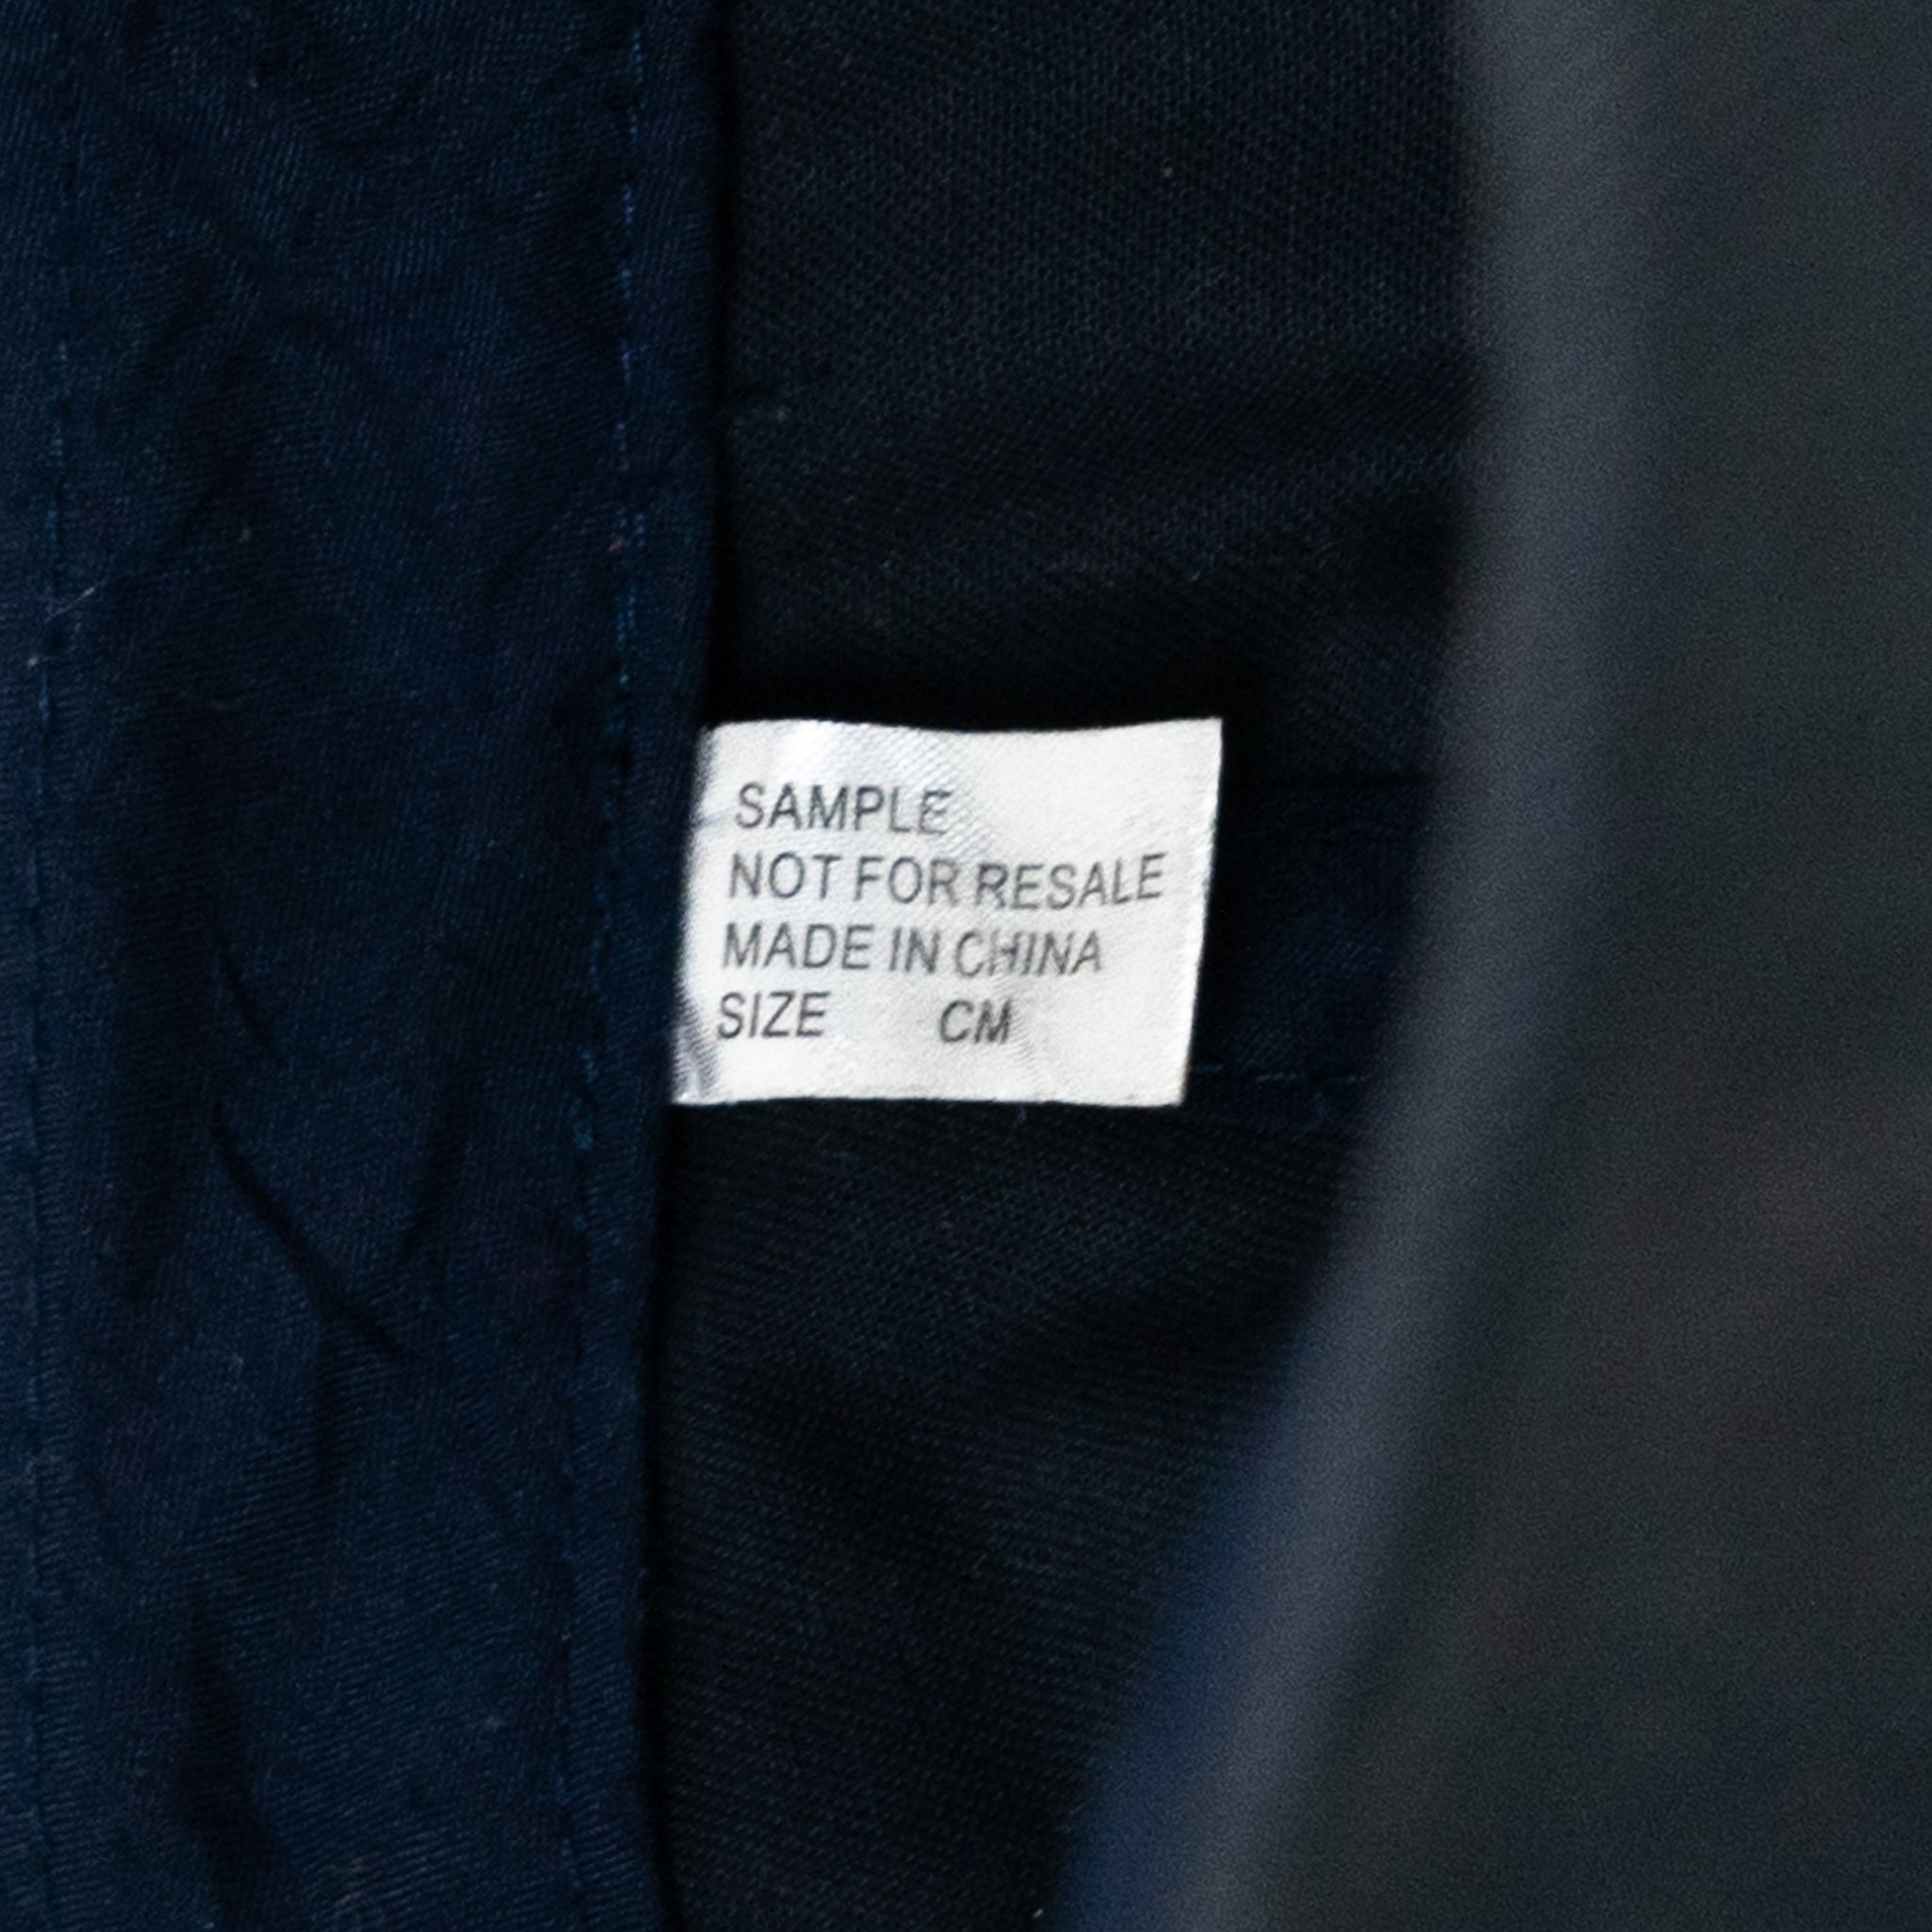 SAMPLE
NOT FOR RESALE
MADE IN CHINA
SIZE CM